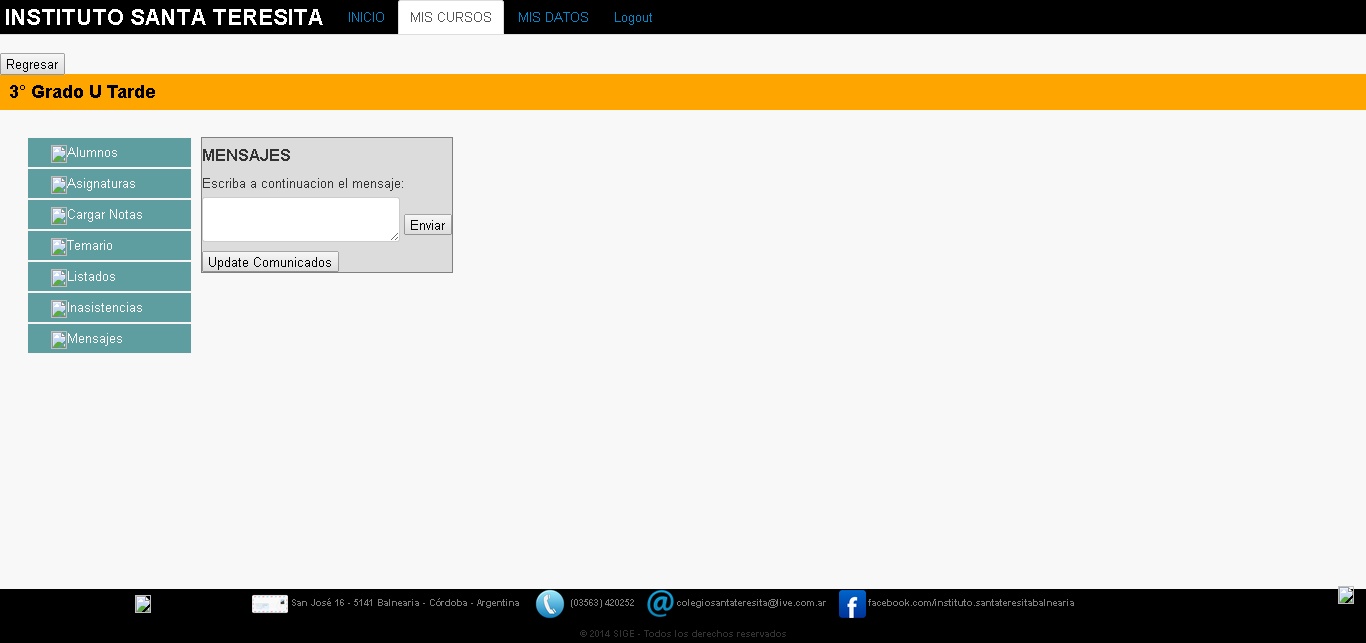 INSTITUTO SANTA TERESITA INICIO MIS CURSOS MIS DATOS Logout
Regresar
3° Grado U Tarde
Alumnos
Asignaturas
Cargar Notas
Temario
Listados
Inasistencias
Mensajes
MENSAJES
Escriba a continuacion el mensaje:
Enviar
Update Comunicados
San José 16 - 5141 Balnearia - Córdoba - Argentina (03563) 420252 colegiosantateresita@live.com.ar facebook.com/instituto.santateresitabalnearia
© 2014 SIGE - Todos los derechos reservados